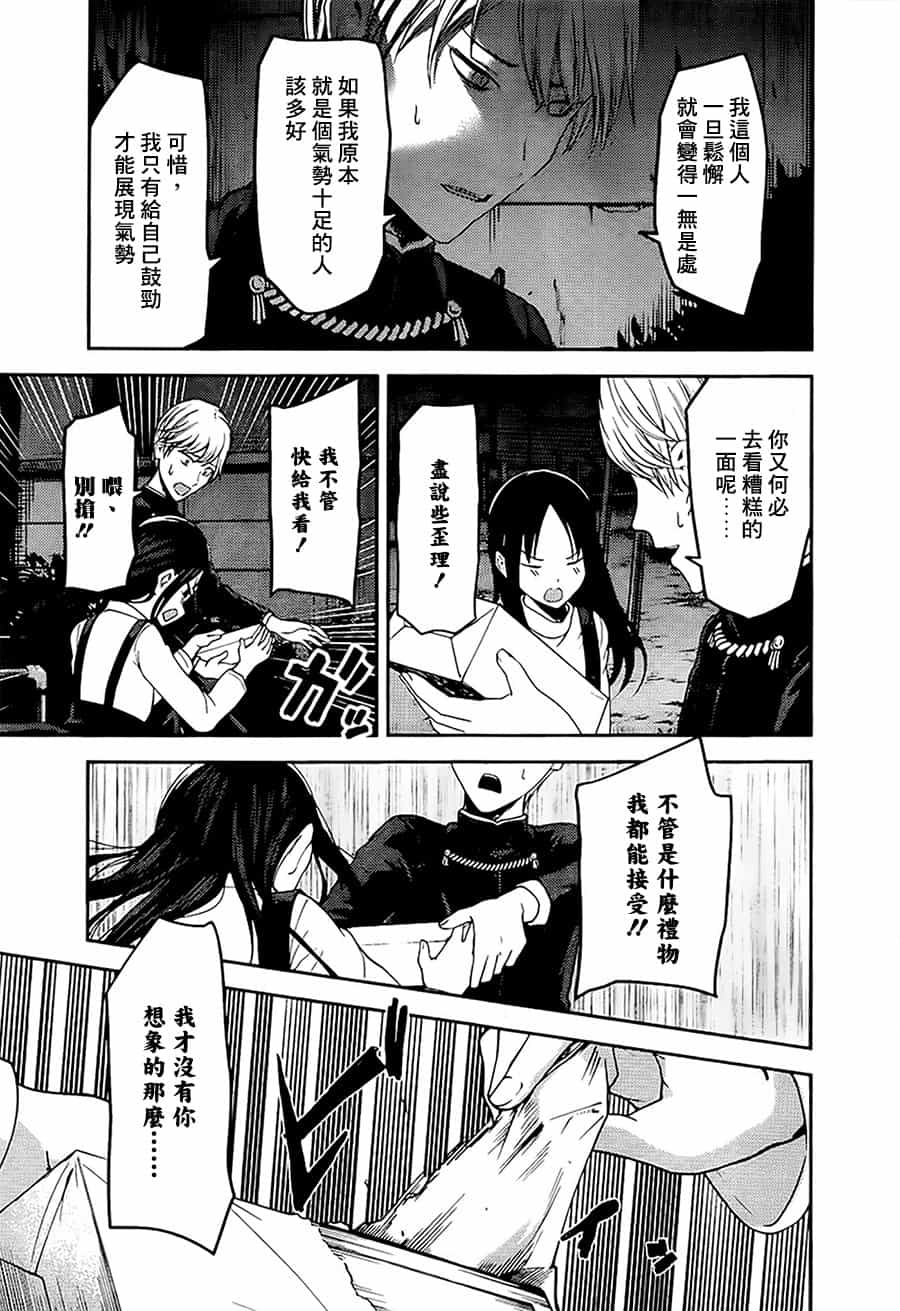 我這個人
一旦鬆懈
就會變得一無是處
如果我原本
就是個氣勢十足的人
該多好
可惜，
我只有給自己鼓勁
才能展現氣勢
你又何必
去看糟糕的
一面呢……
盡說些歪理！
我不管
快給我看！
喂、
別搶!!
ガッ
不管是什麼禮物
我都能接受!!
我才沒有你
想象的那麼……
ビッ